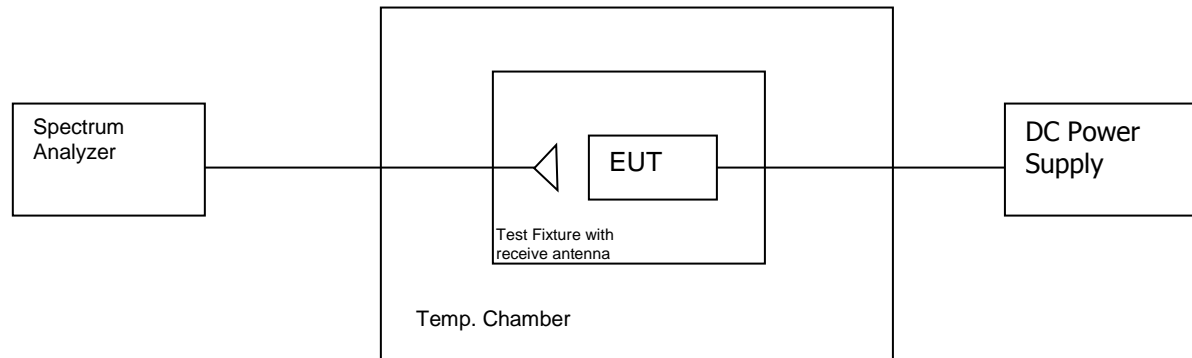 Spectrum
Analyzer
EUT
DC Power
Supply
Test Fixture with
receive antenna
Temp. Chamber